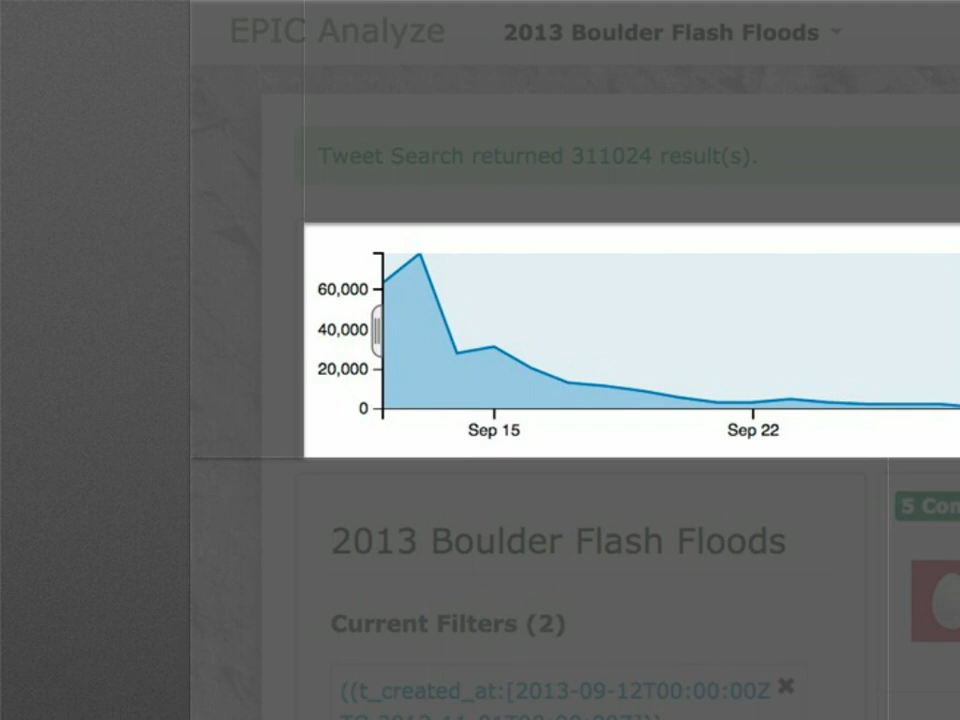 EPIC Analyze
2013 Boulder Flash Floods
Tweet Search returned 311024 result(s).
60,000
40,000
20,000
0
Sep 15
Sep 22
2013 Boulder Flash Floods
5
Current Filters (2)
((t_created_at:[2013-09-12T00:00:00Z